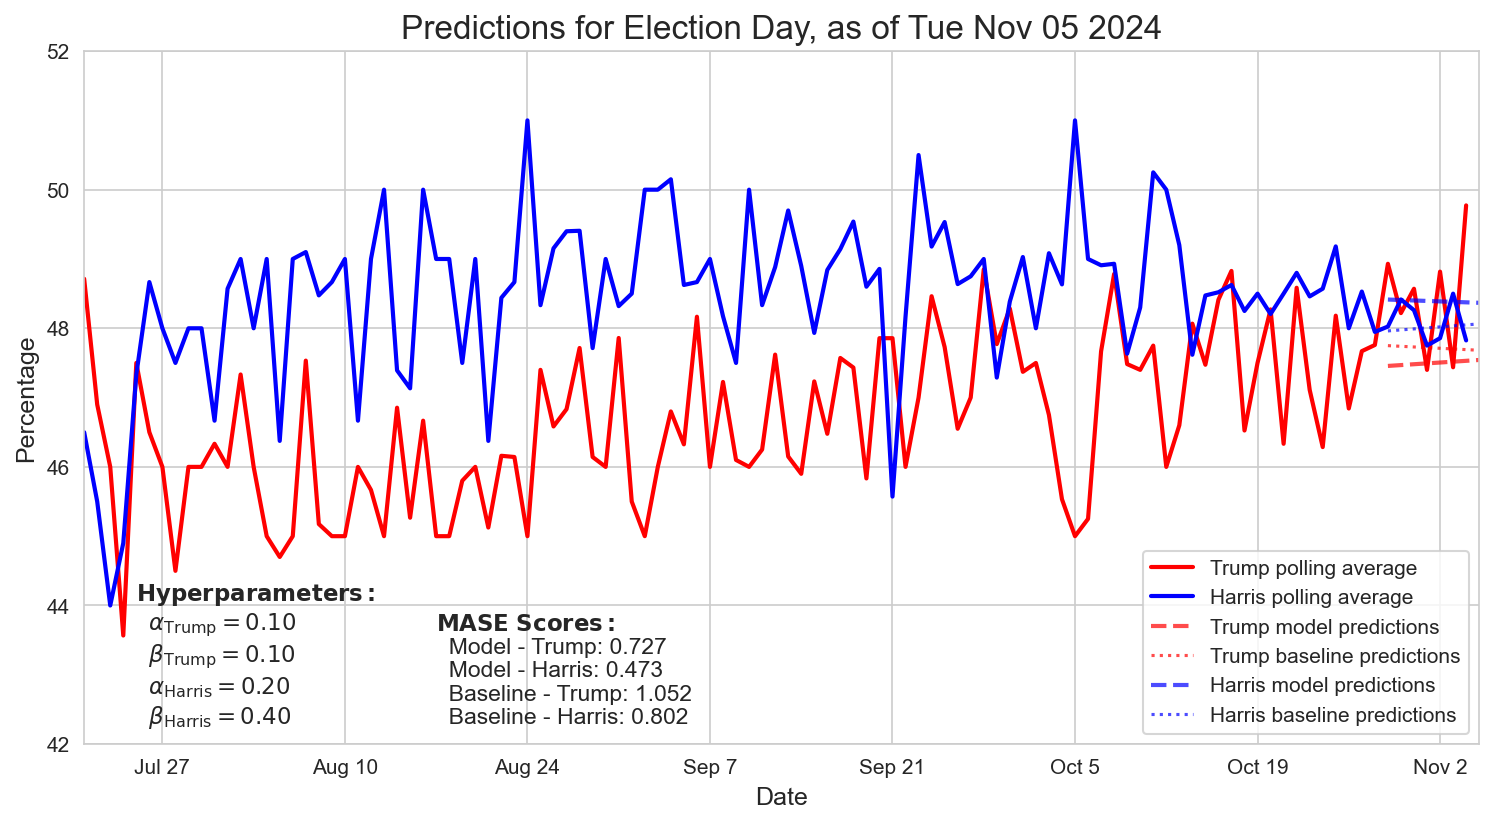 Predictions for Election Day, as of Tue Nov 05 2024
52
50
48
46
44
42
Percentage
Hyperparameters:
αTrump = 0.10
βTrump = 0.10
αHarris = 0.20
βHarris = 0.40
MASE Scores:
Model - Trump: 0.727
Model - Harris: 0.473
Baseline - Trump: 1.052
Baseline - Harris: 0.802
Trump polling average
Harris polling average
Trump model predictions
Trump baseline predictions
Harris model predictions
Harris baseline predictions
Jul 27 Aug 10 Aug 24 Sep 7 Sep 21 Oct 5 Oct 19 Nov 2
Date